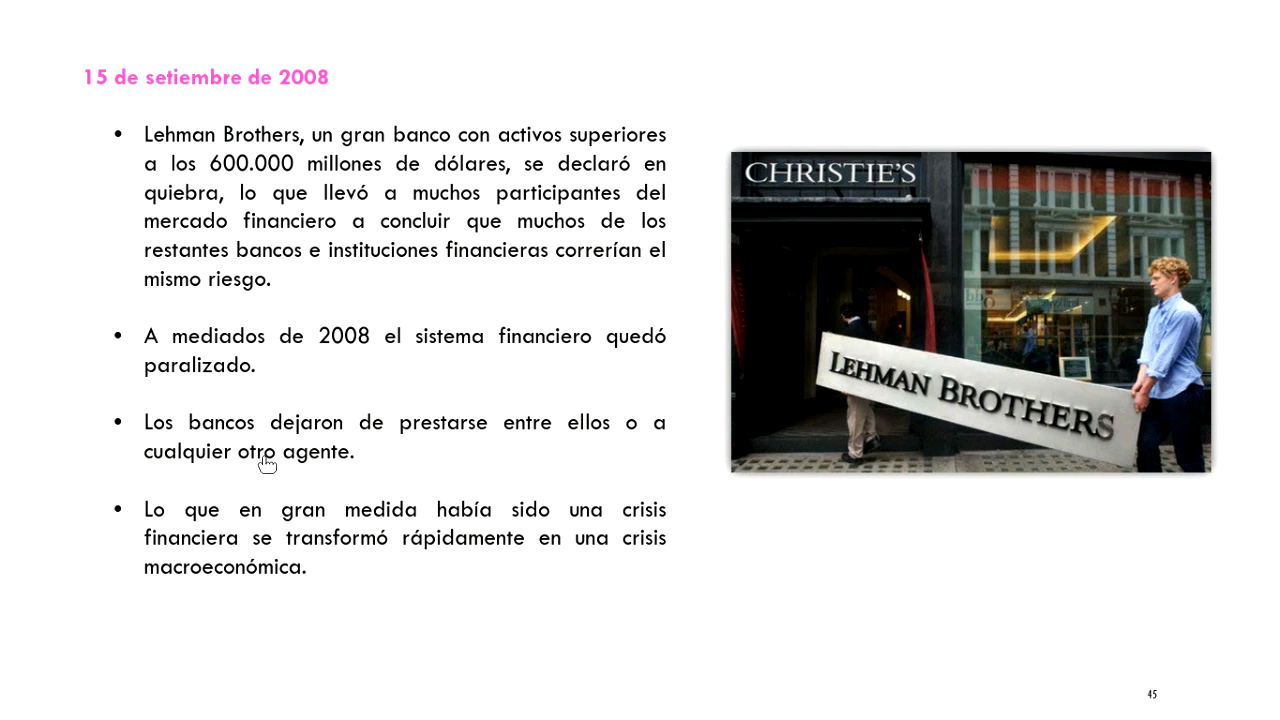 15 de setiembre de 2008
• Lehman Brothers, un gran banco con activos superiores
a los 600.000 millones de dólares, se declaró en
quiebra, lo que llevó a muchos participantes del
mercado financiero a concluir que muchos de los
restantes bancos e instituciones financieras correrían el
mismo riesgo.
• A mediados de 2008 el sistema financiero quedó
paralizado.
• Los bancos dejaron de prestarse entre ellos o a
cualquier otro agente.
• Lo que en gran medida había sido una crisis
financiera se transformó rápidamente en una crisis
macroeconómica.
CHRISTIE'S
LEHMAN BROTHERS
45